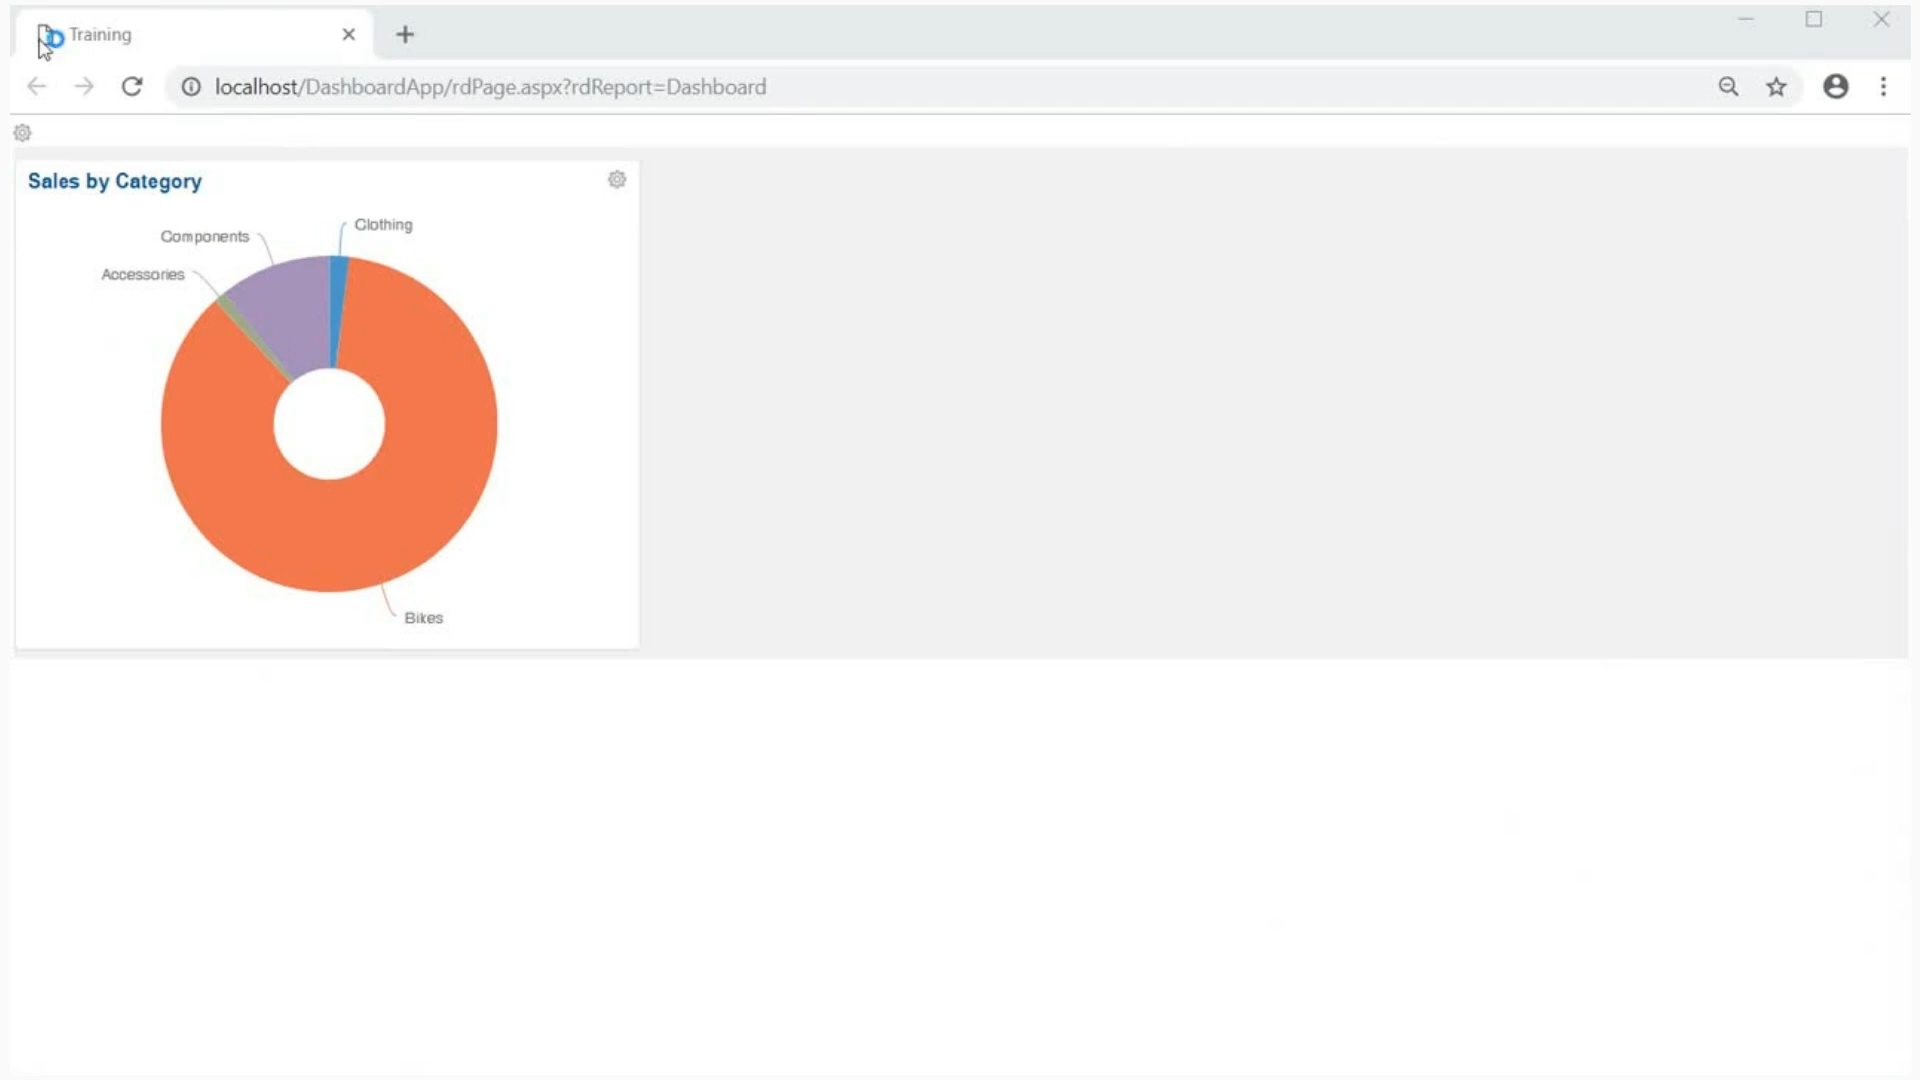 Training
localhost/DashboardApp/rdPage.aspx?rdReport=Dashboard
Sales by Category
Clothing
Components
Accessories
Bikes